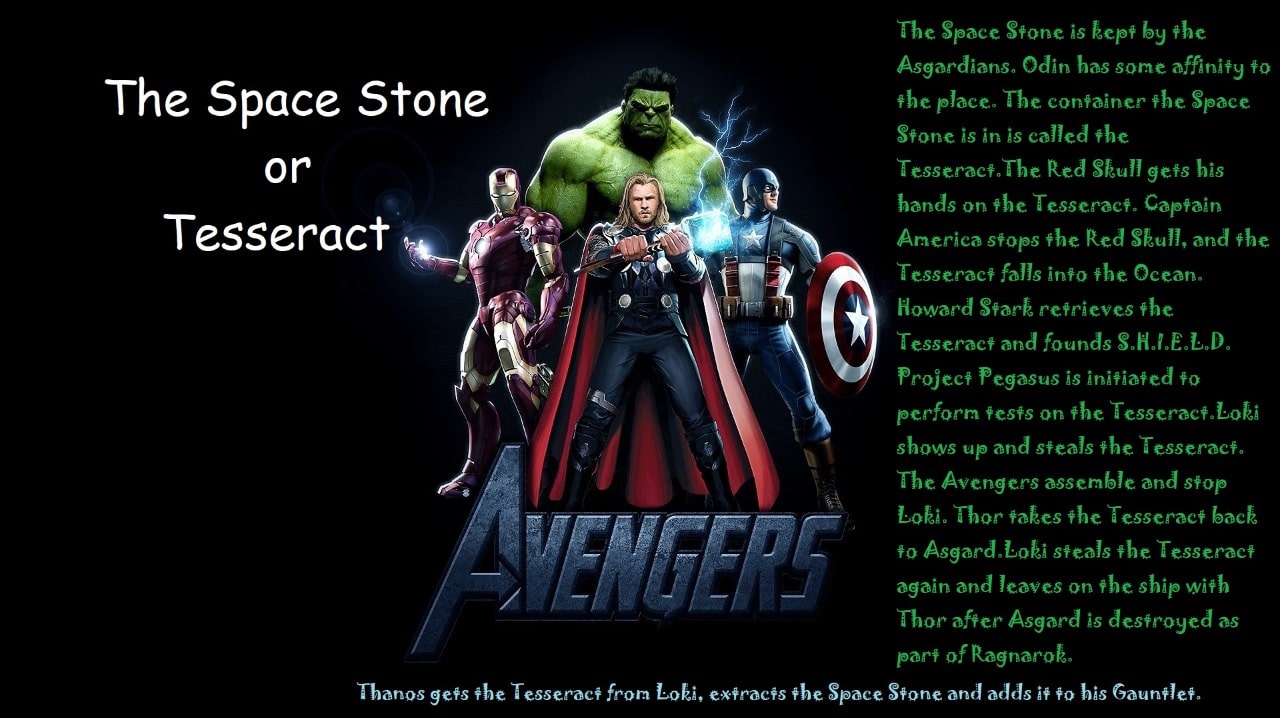 The Space Stone
or
Tesseract
The Space Stone is kept by the
Asgardians. Odin has some affinity to
the place. The container the Space
Stone is in is called the
Tesseract.The Red Skull gets his
hands on the Tesseract. Captain
America stops the Red Skull, and the
Tesseract falls into the Ocean.
Howard Stark retrieves the
Tesseract and founds S.H.I.E.L.D.
Project Pegasus is initiated to
perform tests on the Tesseract.Loki
shows up and steals the Tesseract.
The Avengers assemble and stop
Loki. Thor takes the Tesseract back
to Asgard.Loki steals the Tesseract
again and leaves on the ship with
Thor after Asgard is destroyed as
part of Ragnarok.
AVENGERS
Thanos gets the Tesseract from Loki, extracts the Space Stone and adds it to his Gauntlet.